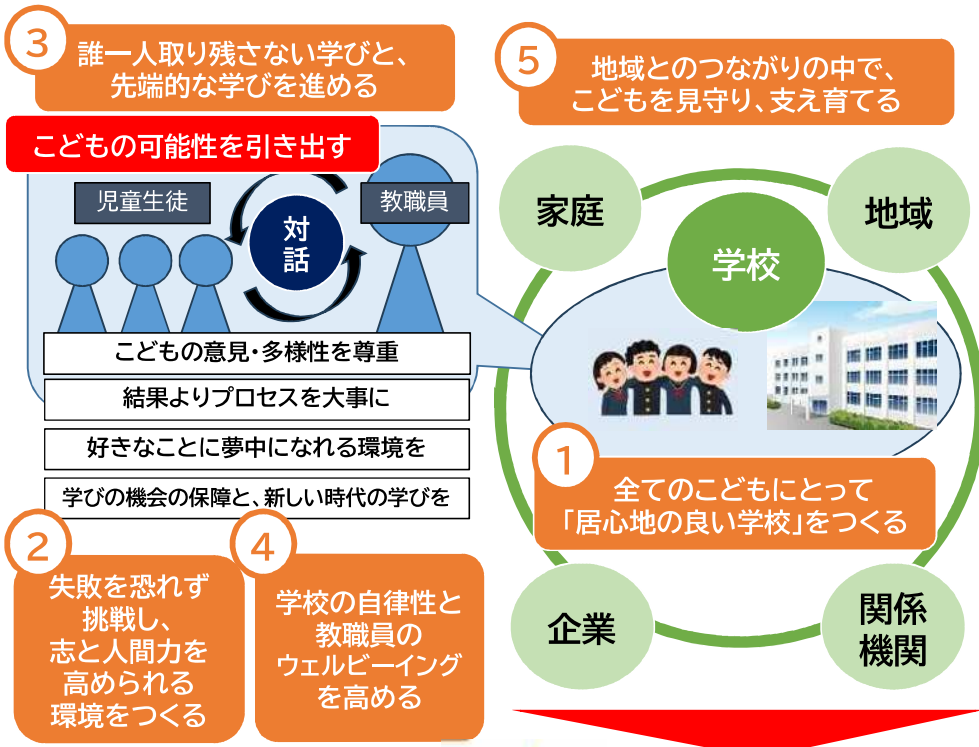 3
誰一人取り残さない学びと、
先端的な学びを進める
こどもの可能性を引き出す
児童生徒
対
話
教職員
こどもの意見・多様性を尊重
結果よりプロセスを大事に
好きなことに夢中になれる環境を
学びの機会の保障と、新しい時代の学びを
2
失敗を恐れず
挑戦し、
志と人間力を
高められる
環境をつくる
4
学校の自律性と
教職員の
ウェルビーイング
を高める
5
地域とのつながりの中で、
こどもを見守り、支え育てる
家庭
学校
地域
1
全てのこどもにとって
「居心地の良い学校」をつくる
企業
関係
機関